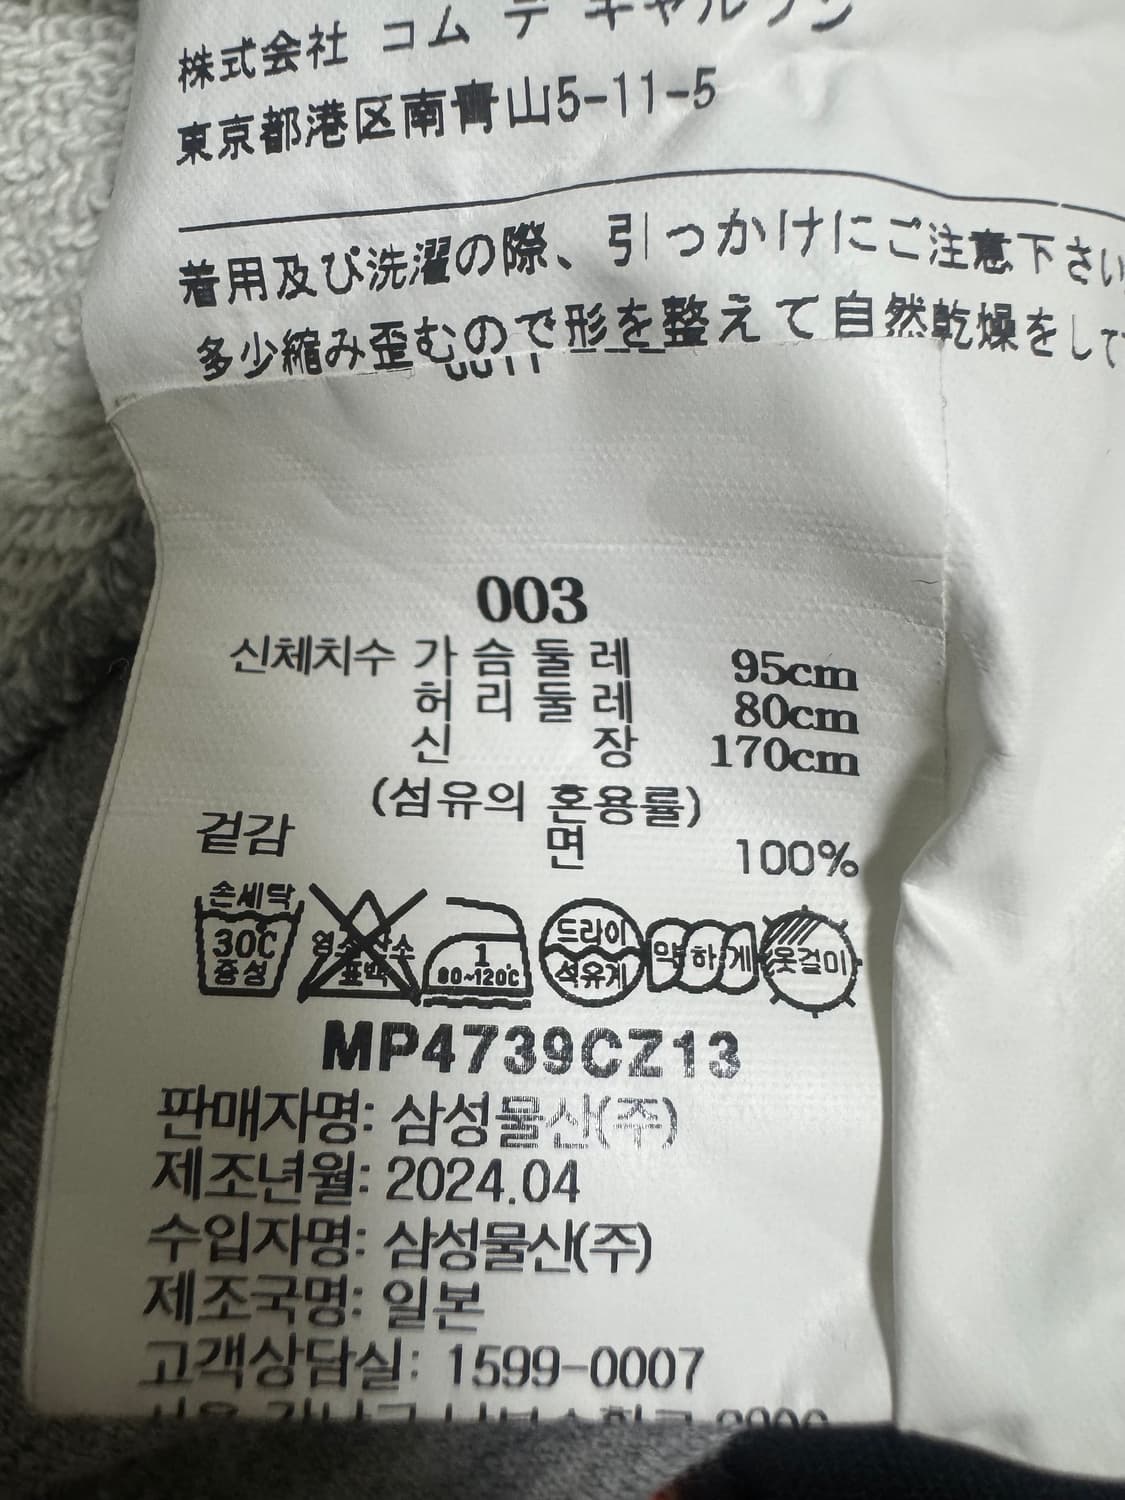 株式会社 コム デ ギャルソン
東京都港区南青山5-11-5
着用及び洗濯の際、引っかけにご注意下さい
多少縮み歪むので形を整えて自然乾燥をして
003
신체치수 가슴둘레 95cm
허리둘레 80cm
신장 170cm
(섬유의 혼용률)
겉감 면 100%
손세탁
30℃ 중성
염소산소 표백
1 80~120℃
드라이 석유계
약하게
옷걸이
MP4739CZ13
판매자명: 삼성물산(주)
제조년월: 2024.04
수입자명: 삼성물산(주)
제조국명: 일본
고객상담실: 1599-0007